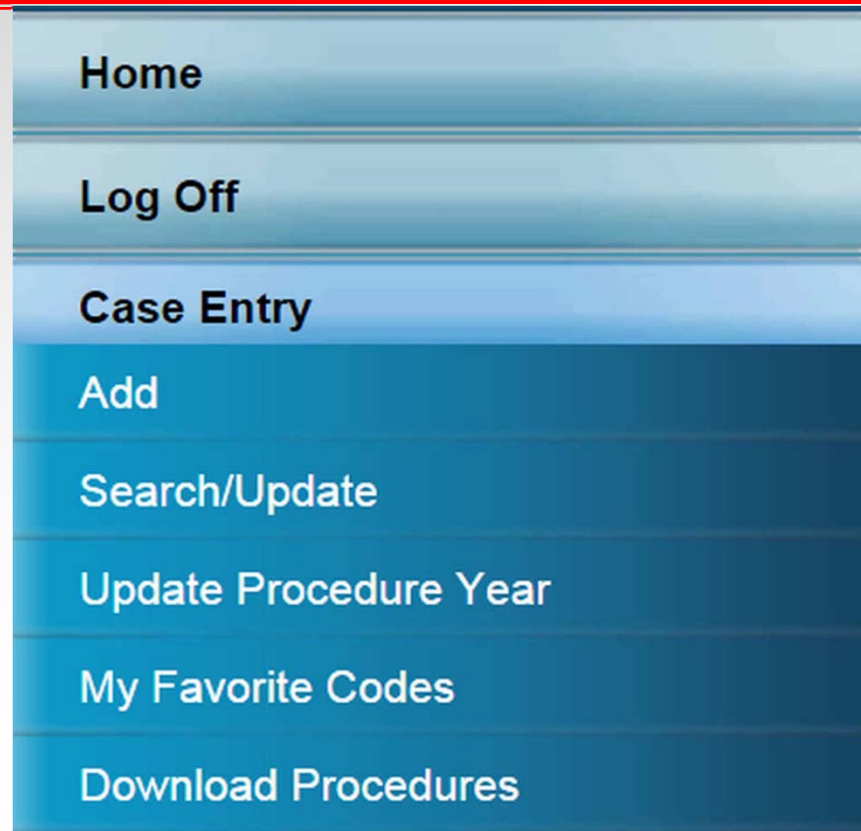 Home
Log Off
Case Entry
Add
Search/Update
Update Procedure Year
My Favorite Codes
Download Procedures